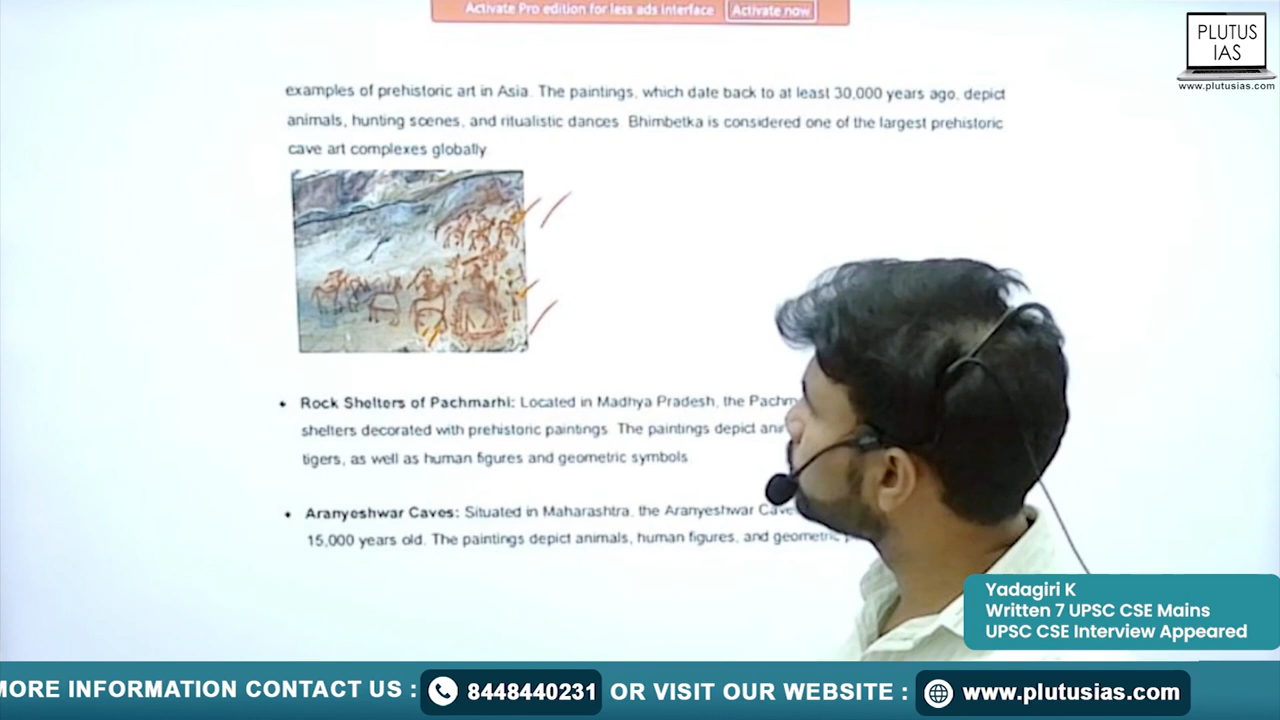 Activate Pro edition for less ads interface Activate now
PLUTUS
IAS
www.plutusias.com
examples of prehistoric art in Asia. The paintings, which date back to at least 30,000 years ago, depict
animals, hunting scenes, and ritualistic dances. Bhimbetka is considered one of the largest prehistoric
cave art complexes globally
• Rock Shelters of Pachmarhi: Located in Madhya Pradesh, the Pachm
shelters decorated with prehistoric paintings. The paintings depict
tigers, as well as human figures and geometric symbols
• Aranyeshwar Caves: Situated in Maharashtra, the Aranyeshwar Cave
15,000 years old. The paintings depict animals, human figures, and geometric
Yadagiri K
Written 7 UPSC CSE Mains
UPSC CSE Interview Appeared
MORE INFORMATION CONTACT US : 8448440231 OR VISIT OUR WEBSITE : www.plutusias.com